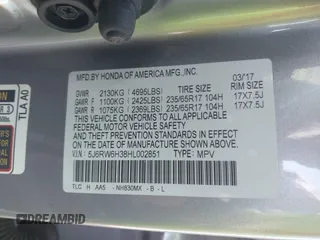 MFD. BY HONDA OF AMERICA MFG.,INC. 03/17
GVWR 2130KG (4695LBS) TIRE SIZE RIM SIZE
GAWR F 1100KG (2425LBS) 235/65R17 104H 17X7.5J
GAWR R 1075KG (2370LBS) 235/65R17 104H 17X7.5J
THIS VEHICLE CONFORMS TO ALL APPLICABLE
FEDERAL MOTOR VEHICLE SAFETY, BUMPER,
AND THEFT PREVENTION STANDARDS IN EFFECT
ON THE DATE OF MANUFACTURE SHOWN ABOVE.
V.I.N.: 5J6RW6H38HL002851 TYPE: MPV
TLC H AA5 - NH830MX - B - L
TLA A0
DREAMBID